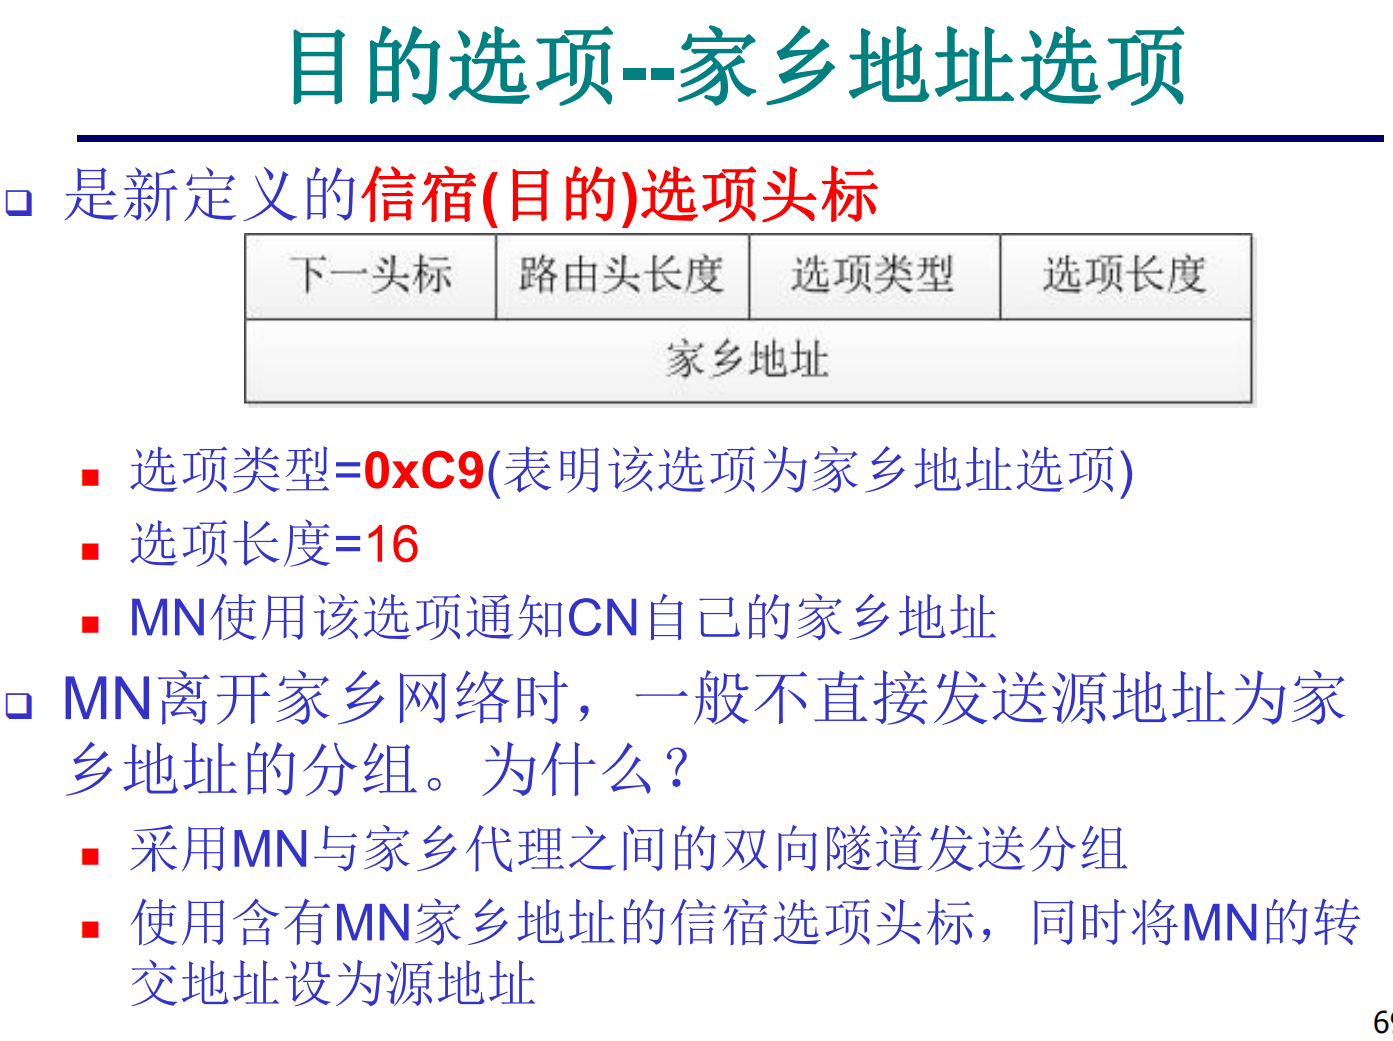 目的选项--家乡地址选项
是新定义的信宿(目的)选项头标
下一头标 路由头长度 选项类型 选项长度
家乡地址
选项类型=0xC9(表明该选项为家乡地址选项)
选项长度=16
MN使用该选项通知CN自己的家乡地址
MN离开家乡网络时，一般不直接发送源地址为家
乡地址的分组。为什么？
采用MN与家乡代理之间的双向隧道发送分组
使用含有MN家乡地址的信宿选项头标，同时将MN的转
交地址设为源地址
69